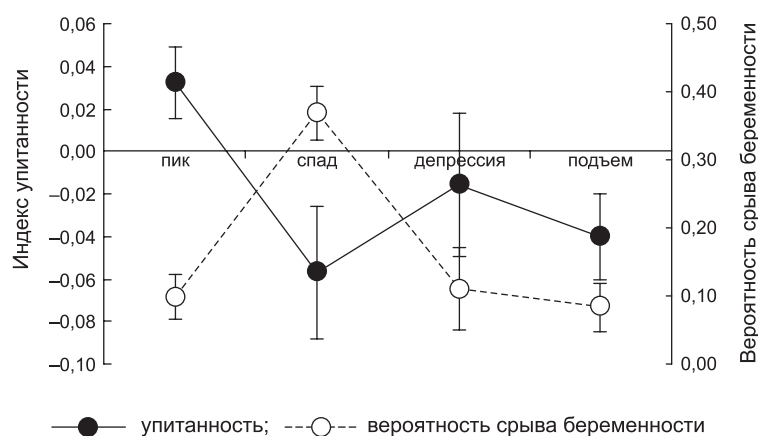 Индекс упитанности
0,06
0,04
0,02
0,00
–0,02
–0,04
–0,06
–0,08
–0,10
пик
спад
депрессия
подъем
0,50
0,40
0,30
0,20
0,10
0,00
Вероятность срыва беременности
упитанность; вероятность срыва беременности